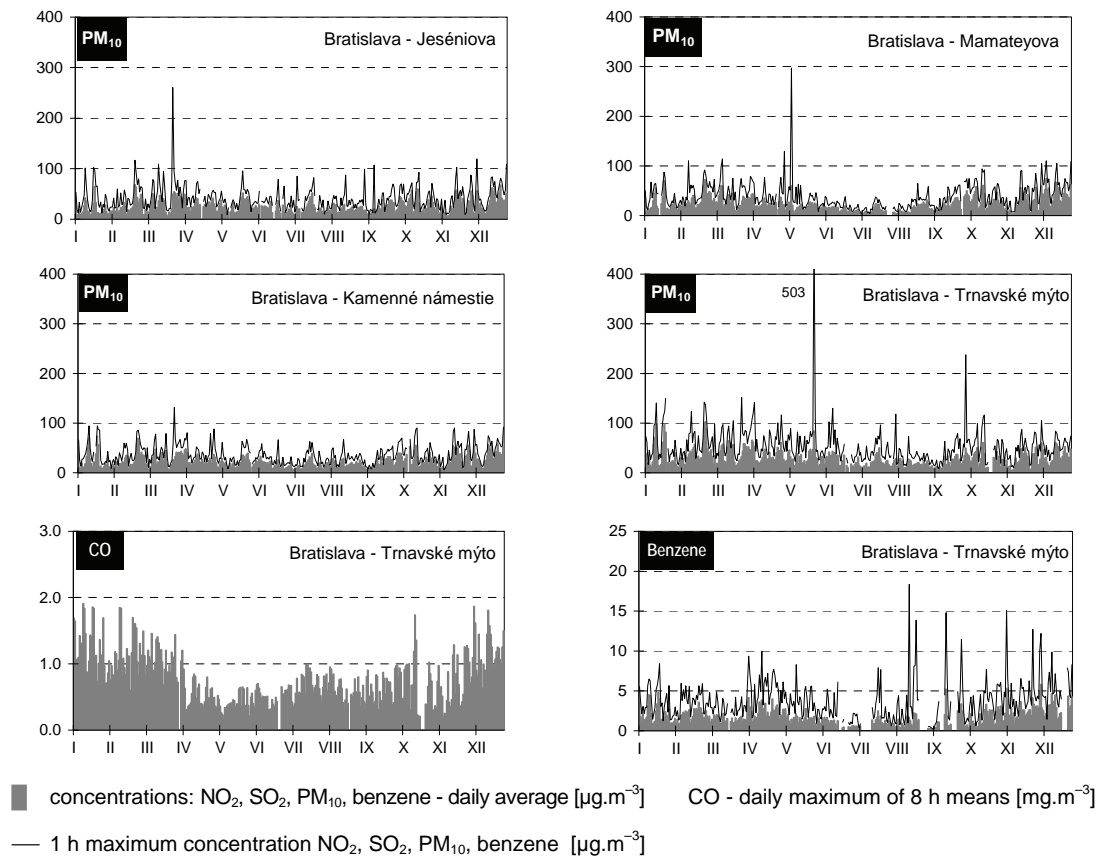 PM₁₀ Bratislava - Jeséniova
400
300
200
100
0
I II III IV V VI VII VIII IX X XI XII
PM₁₀ Bratislava - Mamateyova
400
300
200
100
0
I II III IV V VI VII VIII IX X XI XII
PM₁₀ Bratislava - Kamenné námestie
400
300
200
100
0
I II III IV V VI VII VIII IX X XI XII
PM₁₀ Bratislava - Trnavské mýto
503
400
300
200
100
0
I II III IV V VI VII VIII IX X XI XII
CO Bratislava - Trnavské mýto
3.0
2.0
1.0
0.0
I II III IV V VI VII VIII IX X XI XII
Benzene Bratislava - Trnavské mýto
25
20
15
10
5
0
I II III IV V VI VII VIII IX X XI XII
concentrations: NO₂, SO₂, PM₁₀, benzene - daily average [µg.m⁻³] CO - daily maximum of 8 h means [mg.m⁻³]
1 h maximum concentration NO₂, SO₂, PM₁₀, benzene [µg.m⁻³]